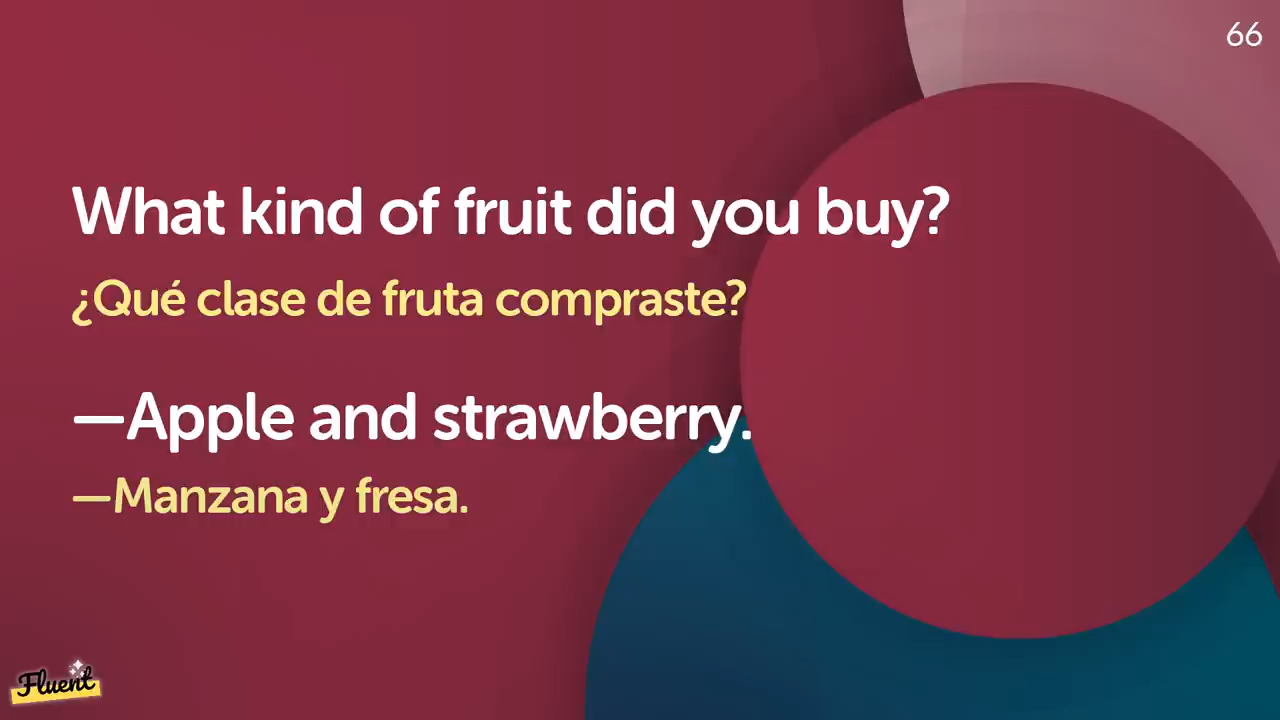 66
What kind of fruit did you buy?
¿Qué clase de fruta compraste?
—Apple and strawberry.
—Manzana y fresa.
Fluent